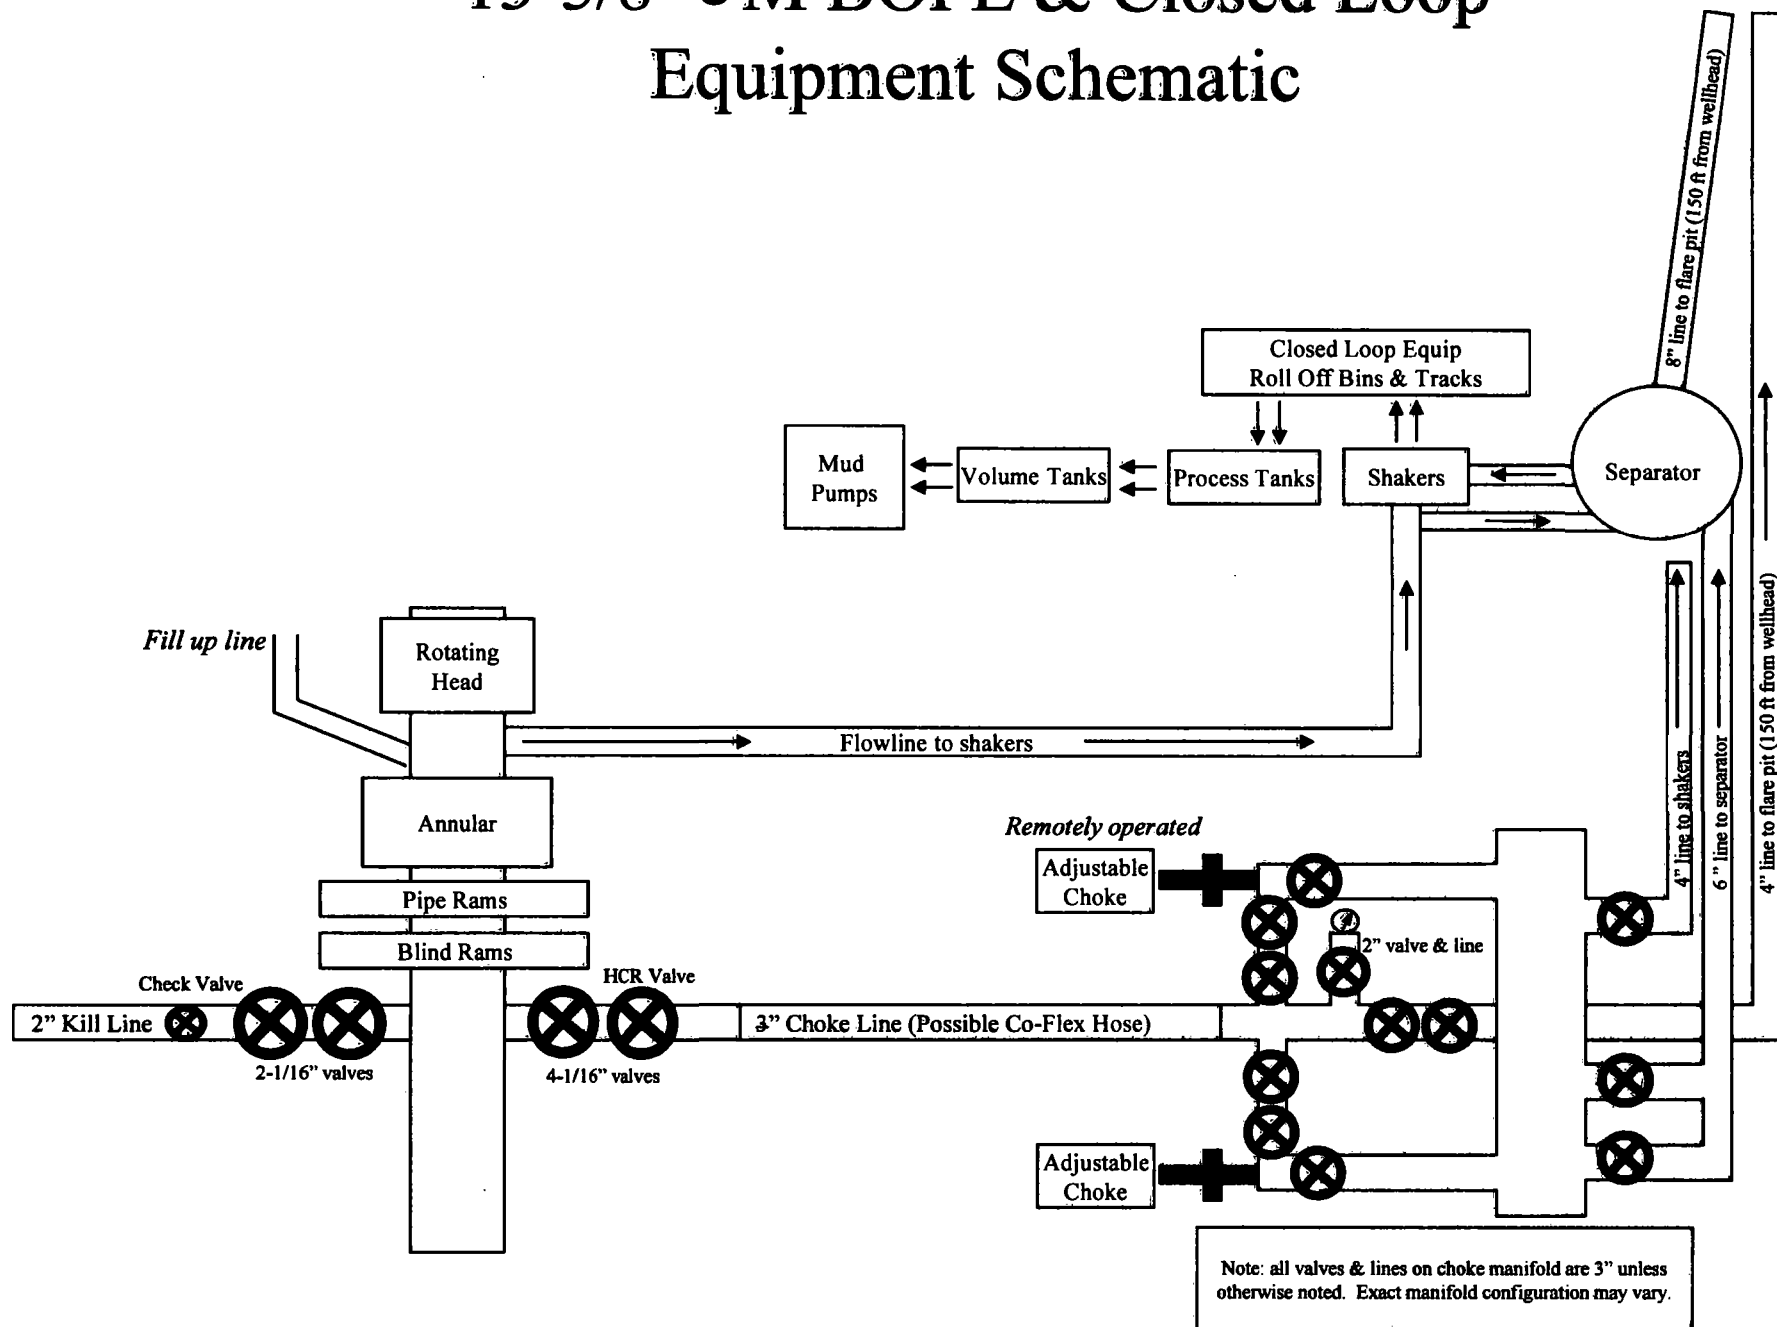 BOPE & Closed Loop
Equipment Schematic
8” line to flare pit (150 ft from wellhead)
Closed Loop Equip
Roll Off Bins & Tracks
Mud
Pumps
Volume Tanks
Process Tanks
Shakers
Separator
Fill up line
Rotating
Head
Flowline to shakers
Annular
Pipe Rams
Blind Rams
Remotely operated
Adjustable
Choke
2” valve & line
4” line to shakers
6 ” line to separator
4” line to flare pit (150 ft from wellhead)
Check Valve
HCR Valve
2” Kill Line
3” Choke Line (Possible Co-Flex Hose)
2-1/16” valves
4-1/16” valves
Adjustable
Choke
Note: all valves & lines on choke manifold are 3” unless
otherwise noted. Exact manifold configuration may vary.